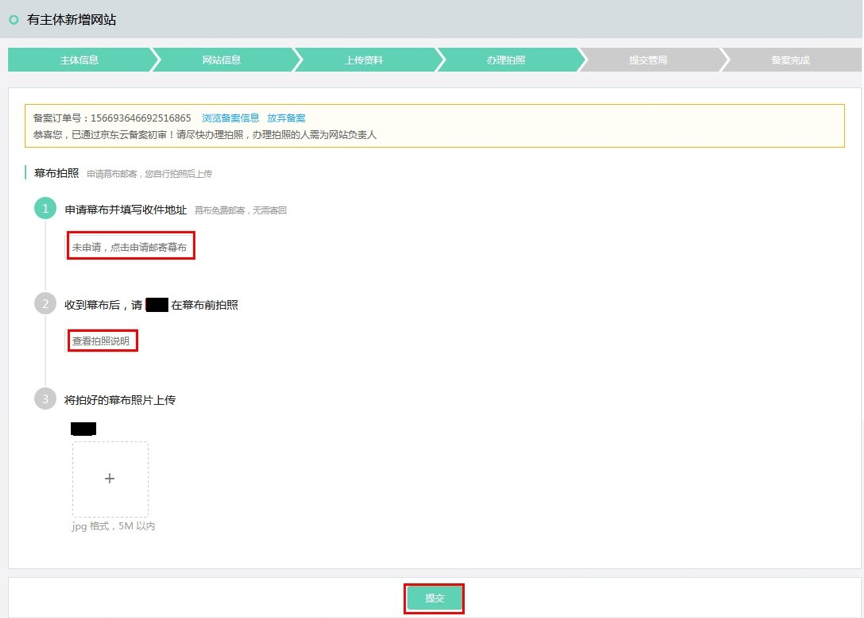 有主体新增网站
主体信息 网站信息 上传资料 办理拍照 提交管局 备案完成
备案订单号：156693646692516865 浏览备案信息 放弃备案
恭喜您，已通过京东云备案初审！请尽快办理拍照，办理拍照的人需为网站负责人
幕布拍照 申请幕布邮寄，您自行拍照后上传
1 申请幕布并填写收件地址 幕布免费邮寄，无需寄回
未申请，点击申请邮寄幕布
2 收到幕布后，请 在幕布前拍照
查看拍照说明
3 将拍好的幕布照片上传
+
jpg 格式，5M 以内
提交